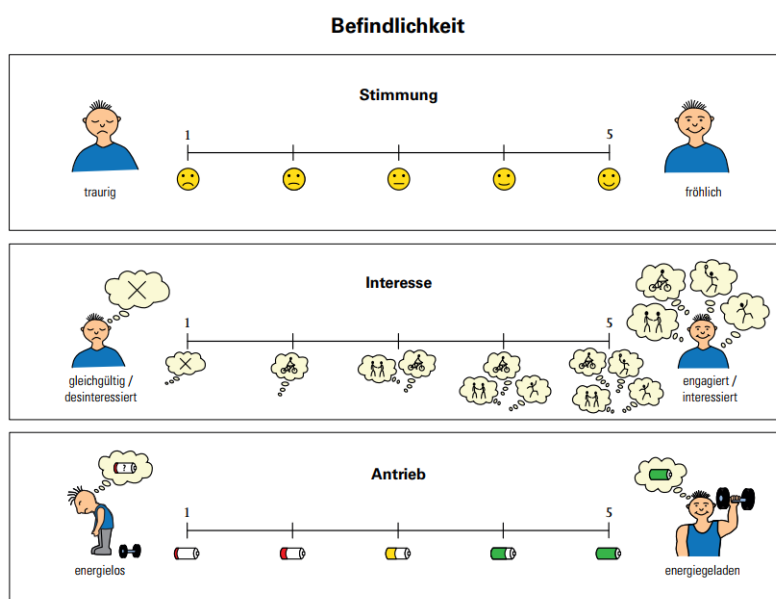 Befindlichkeit
Stimmung
1
5
traurig
fröhlich
Interesse
1
5
gleichgültig /
desinteressiert
engagiert /
interessiert
Antrieb
?
1
5
energielos
energiegeladen